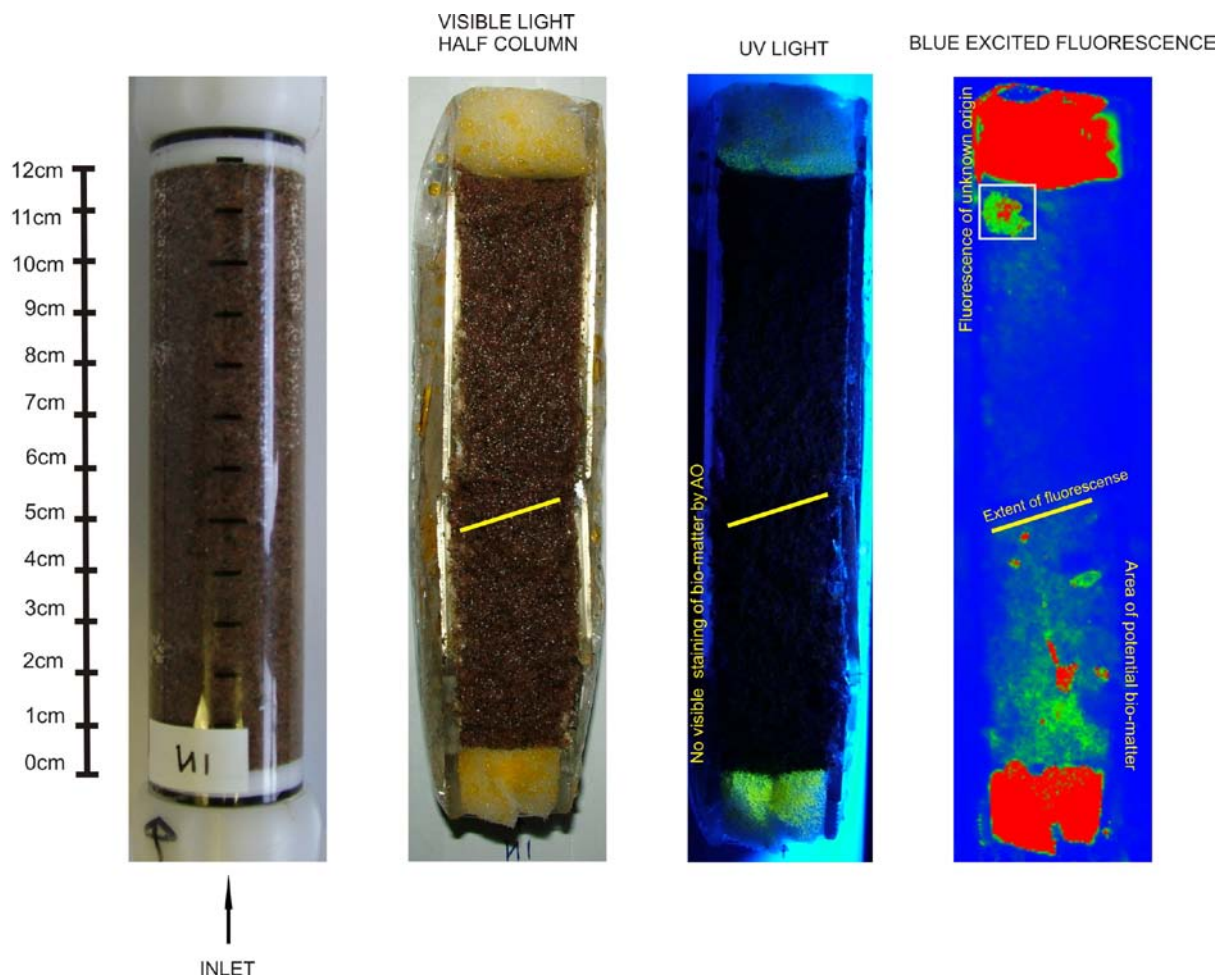 VISIBLE LIGHT
HALF COLUMN
UV LIGHT
BLUE EXCITED FLUORESCENCE
12cm
11cm
10cm
9cm
8cm
7cm
6cm
5cm
4cm
3cm
2cm
1cm
0cm
И1
И1
No visible staining of bio-matter by AO
Fluorescence of unknown origin
Extent of fluorescense
Area of potential bio-matter
INLET